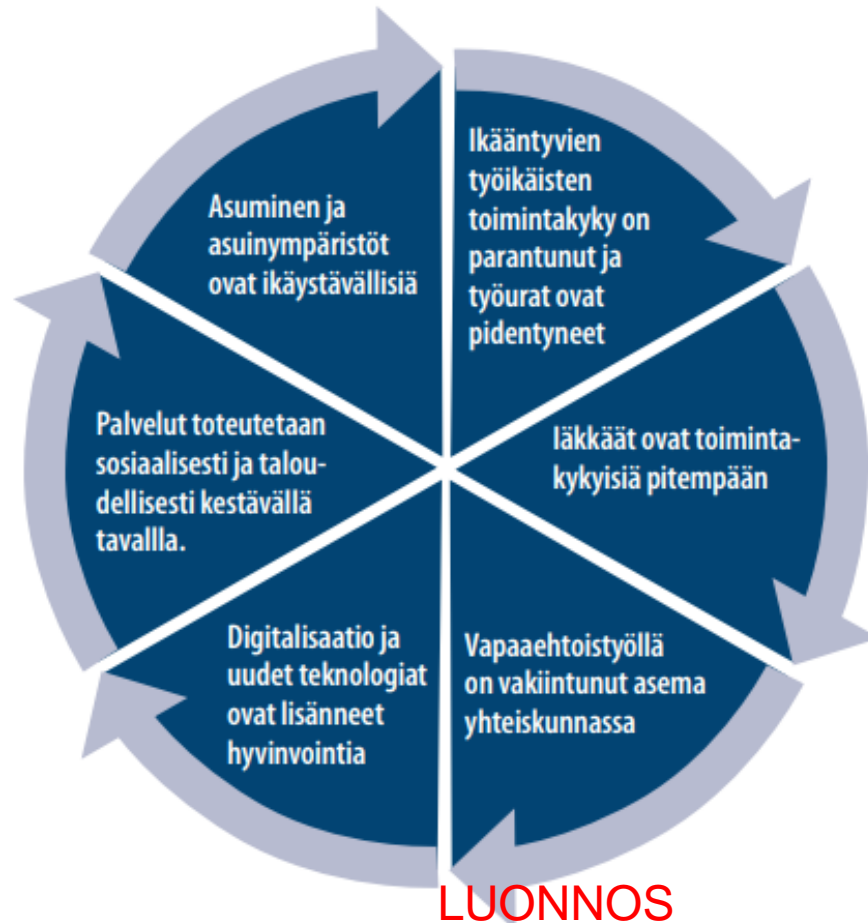 Ikääntyvien
työikäisten
toimintakyky on
parantunut ja
työurat ovat
pidentyneet
Iäkkäät ovat toiminta-
kykyisiä pitempään
Vapaaehtoistyöllä
on vakiintunut asema
yhteiskunnassa
Digitalisaatio ja
uudet teknologiat
ovat lisänneet
hyvinvointia
Palvelut toteutetaan
sosiaalisesti ja talou-
dellisesti kestävällä
tavallla.
Asuminen ja
asuinympäristöt
ovat ikäystävällisiä
LUONNOS